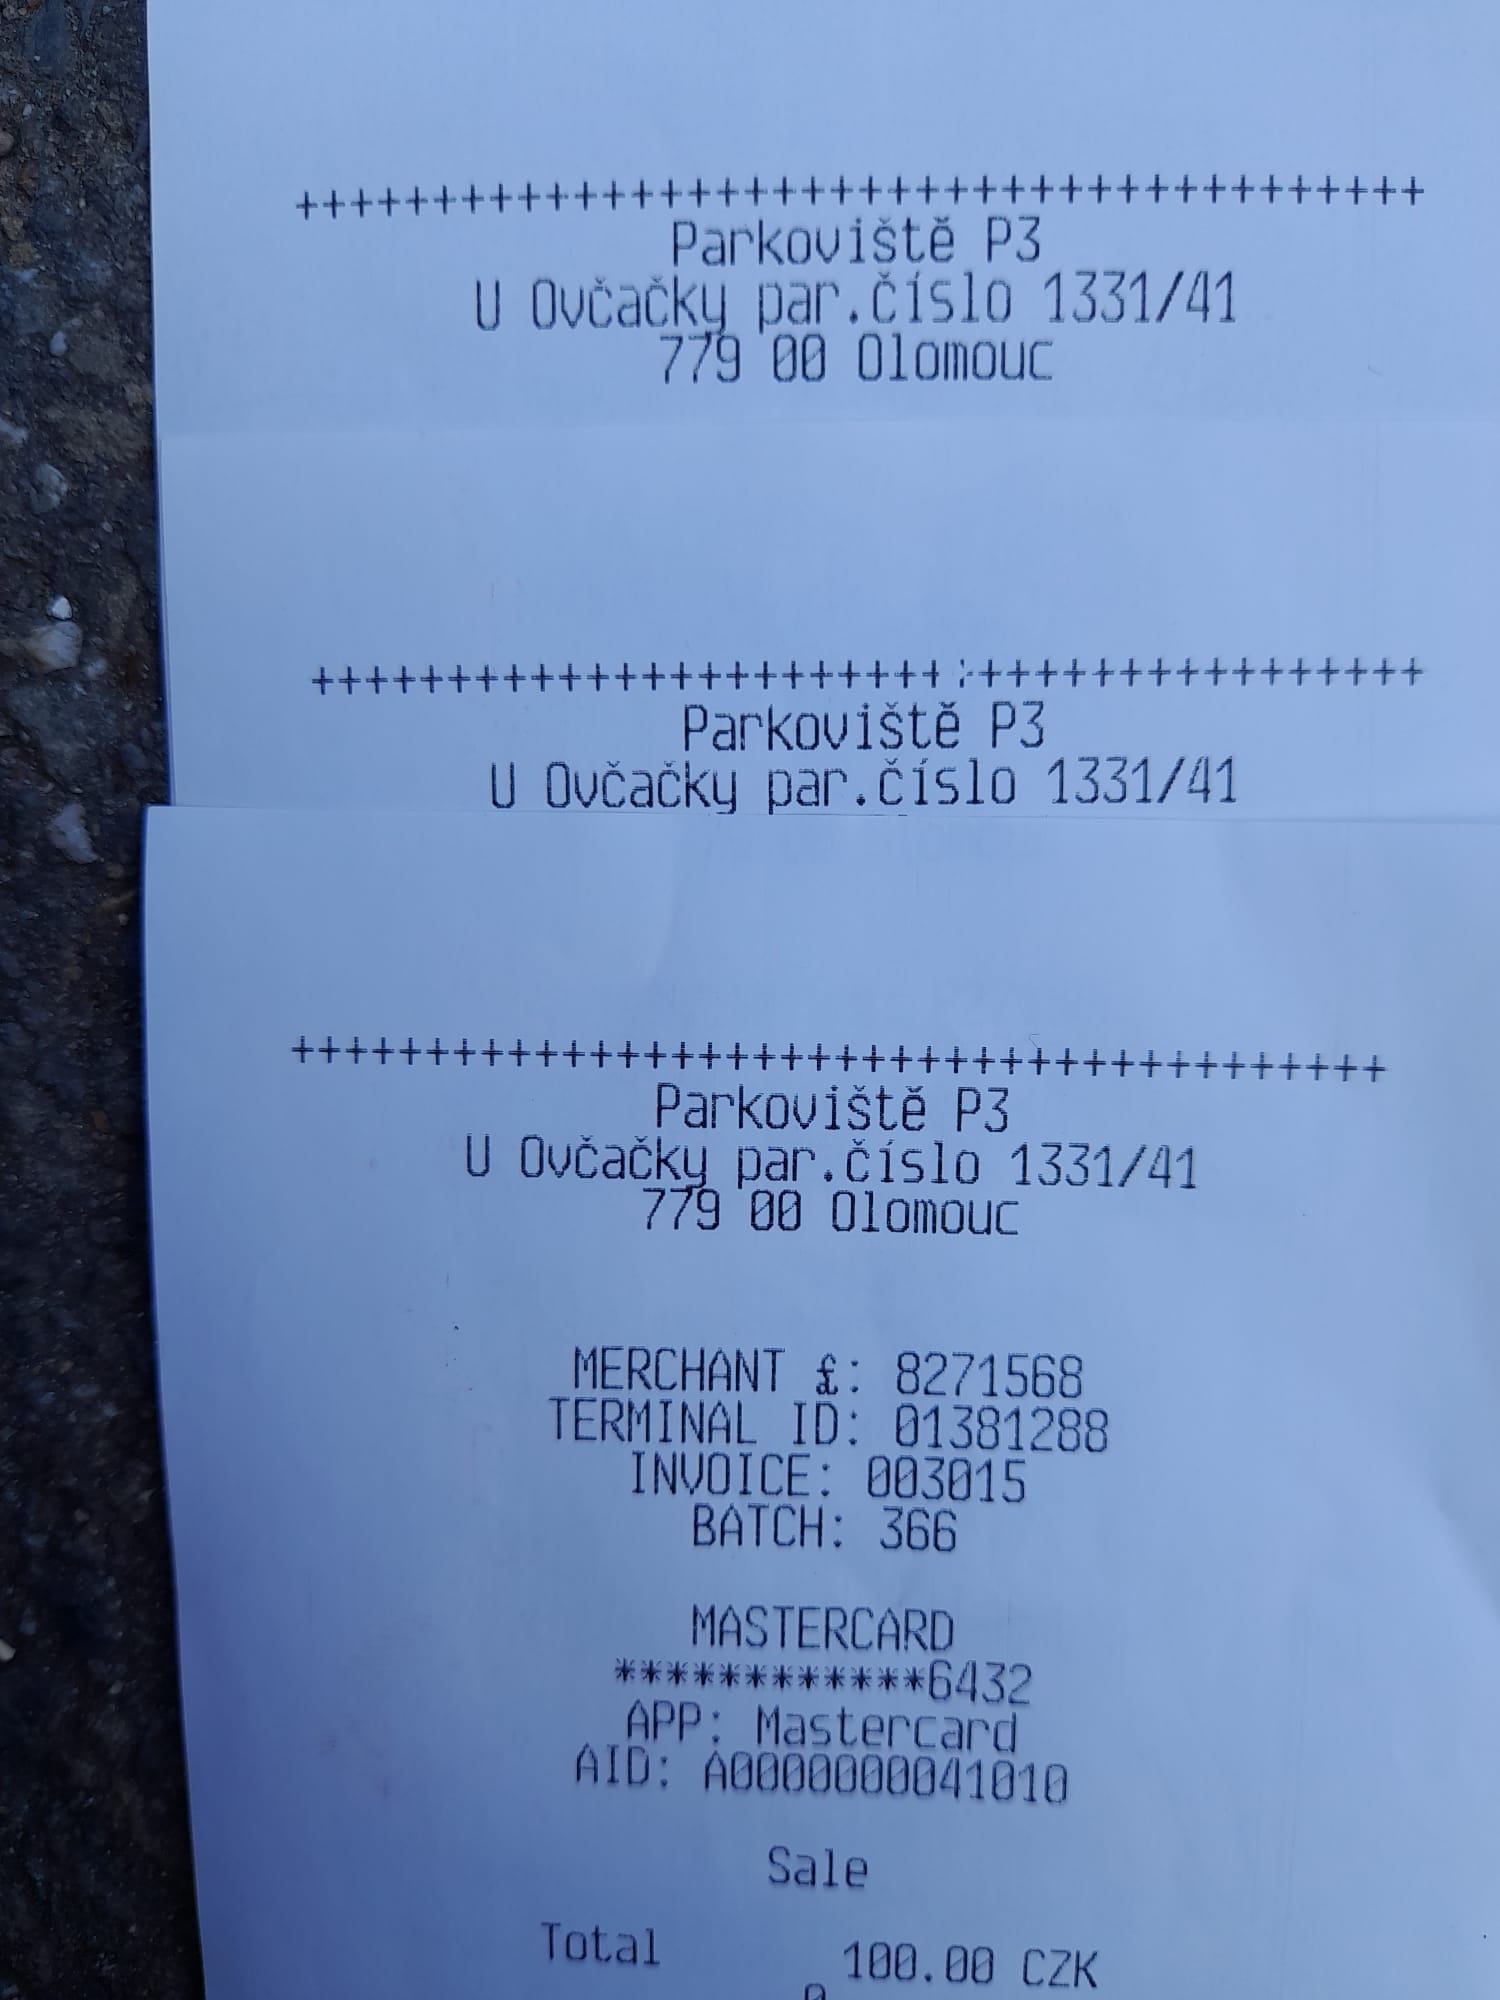 +++++++++++++++++++++++++++++++++++++++++
Parkoviště P3
U Ovčačky par.číslo 1331/41
779 00 Olomouc
+++++++++++++++++++++++++++++++++++++++++
Parkoviště P3
U Ovčačky par.číslo 1331/41
+++++++++++++++++++++++++++++++++++++++++
Parkoviště P3
U Ovčačky par.číslo 1331/41
779 00 Olomouc
MERCHANT £: 8271568
TERMINAL ID: 01381288
INVOICE: 003015
BATCH: 366
MASTERCARD
************6432
APP: Mastercard
AID: A0000000041010
Sale
Total 100.00 CZK